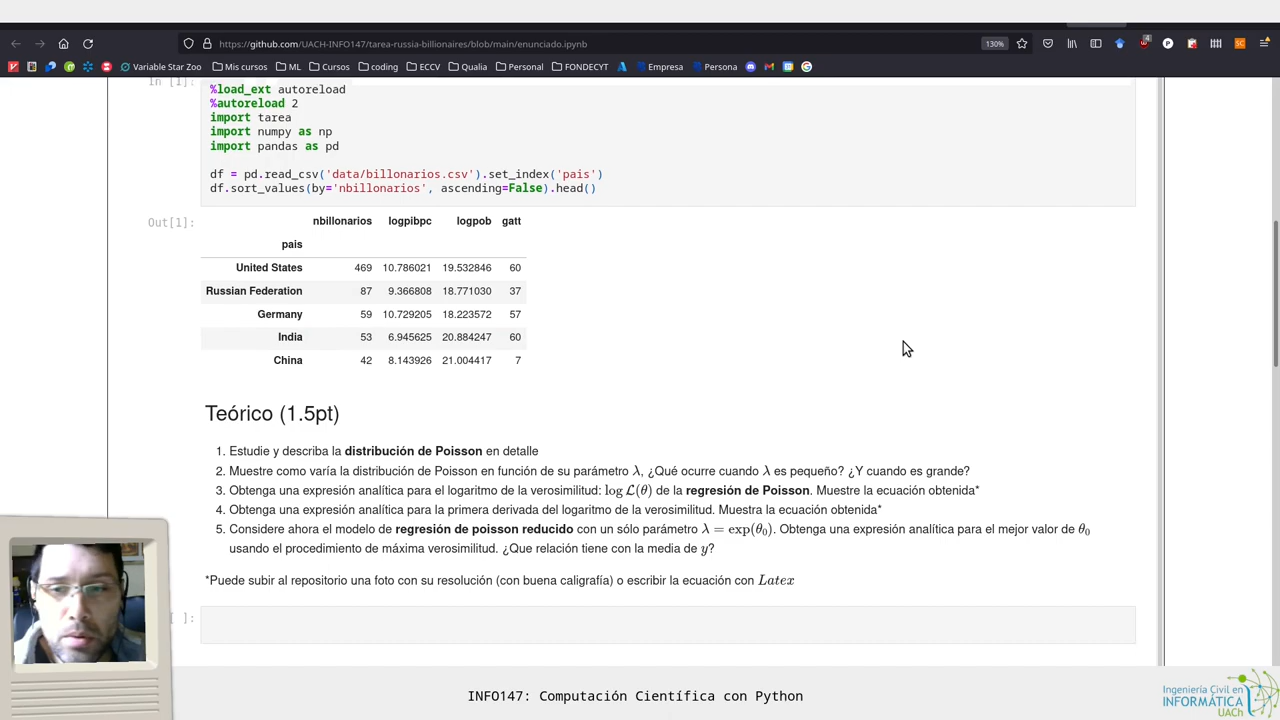 https://github.com/UACH-INFO147/tarea-russia-billionaires/blob/main/enunciado.ipynb
130%
Variable Star Zoo
Mis cursos
ML
Cursos
coding
ECCV
Qualia
Personal
FONDECYT
Empresa
Persona
In [1]:
%load_ext autoreload
%autoreload 2
import tarea
import numpy as np
import pandas as pd
df = pd.read_csv('data/billonarios.csv').set_index('pais')
df.sort_values(by='nbillonarios', ascending=False).head()
Out[1]:
nbillonarios logpibpc logpob gatt
pais
United States 469 10.786021 19.532846 60
Russian Federation 87 9.366808 18.771030 37
Germany 59 10.729205 18.223572 57
India 53 6.945625 20.884247 60
China 42 8.143926 21.004417 7
Teórico (1.5pt)
1. Estudie y describa la distribución de Poisson en detalle
2. Muestre como varía la distribución de Poisson en función de su parámetro λ, ¿Qué ocurre cuando λ es pequeño? ¿Y cuando es grande?
3. Obtenga una expresión analítica para el logaritmo de la verosimilitud: log L(θ) de la regresión de Poisson. Muestre la ecuación obtenida*
4. Obtenga una expresión analítica para la primera derivada del logaritmo de la verosimilitud. Muestra la ecuación obtenida*
5. Considere ahora el modelo de regresión de poisson reducido con un sólo parámetro λ = exp(θ₀). Obtenga una expresión analítica para el mejor valor de θ₀
usando el procedimiento de máxima verosimilitud. ¿Que relación tiene con la media de y?
*Puede subir al repositorio una foto con su resolución (con buena caligrafía) o escribir la ecuación con Latex
]:
INFO147: Computación Científica con Python
Ingeniería Civil en
INFORMÁTICA
UACh